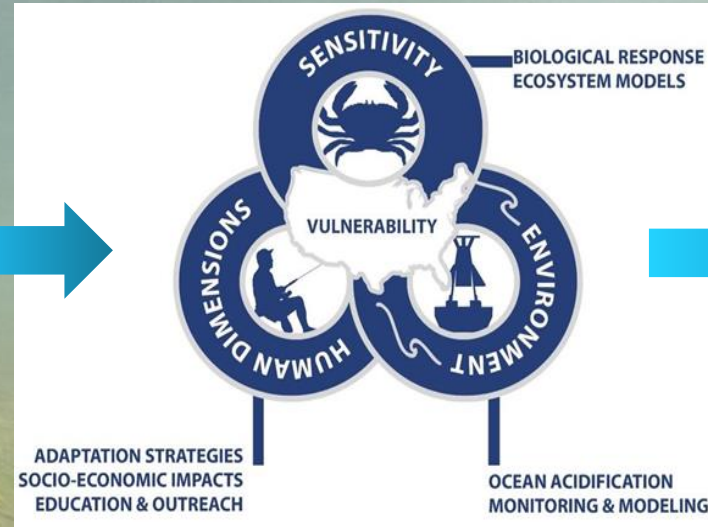 SENSITIVITY
BIOLOGICAL RESPONSE
ECOSYSTEM MODELS
VULNERABILITY
HUMAN DIMENSIONS
ENVIRONMENT
ADAPTATION STRATEGIES
SOCIO-ECONOMIC IMPACTS
EDUCATION & OUTREACH
OCEAN ACIDIFICATION
MONITORING & MODELING